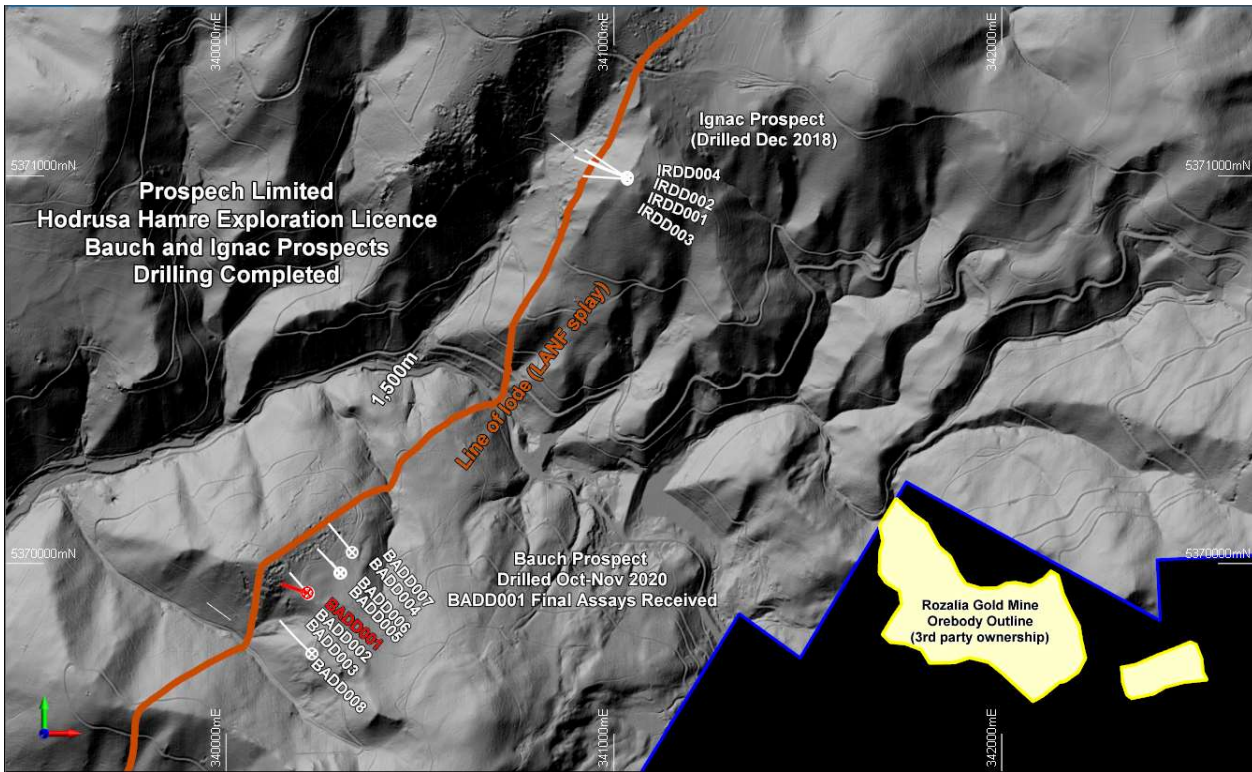 340000mE
341000mE
342000mE
Ignac Prospect
(Drilled Dec 2018)
5371000mN
5371000mN
IRDD004
IRDD002
IRDD001
IRDD003
Prospech Limited
Hodrusa Hamre Exploration Licence
Bauch and Ignac Prospects
Drilling Completed
1,500m
Line of lode (LANF splay)
5370000mN
5370000mN
BADD007
BADD004
BADD006
BADD005
BADD001
BADD002
BADD003
BADD008
Bauch Prospect
Drilled Oct-Nov 2020
BADD001 Final Assays Received
Rozalia Gold Mine
Orebody Outline
(3rd party ownership)
340000mE
341000mE
342000mE